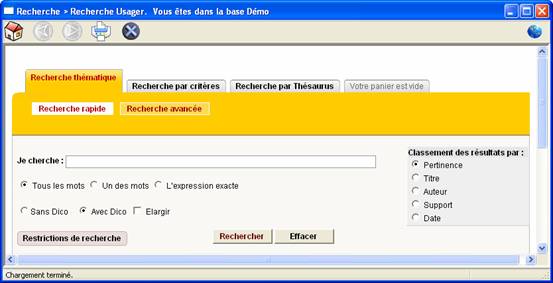 Recherche > Recherche Usager. Vous êtes dans la base Démo
Recherche thématique Recherche par critères Recherche par Thésaurus Votre panier est vide
Recherche rapide Recherche avancée
Je cherche : Classement des résultats par :
Pertinence
Tous les mots Un des mots L'expression exacte Titre
Auteur
Sans Dico Avec Dico Elargir Support
Date
Restrictions de recherche Rechercher Effacer
Chargement terminé.